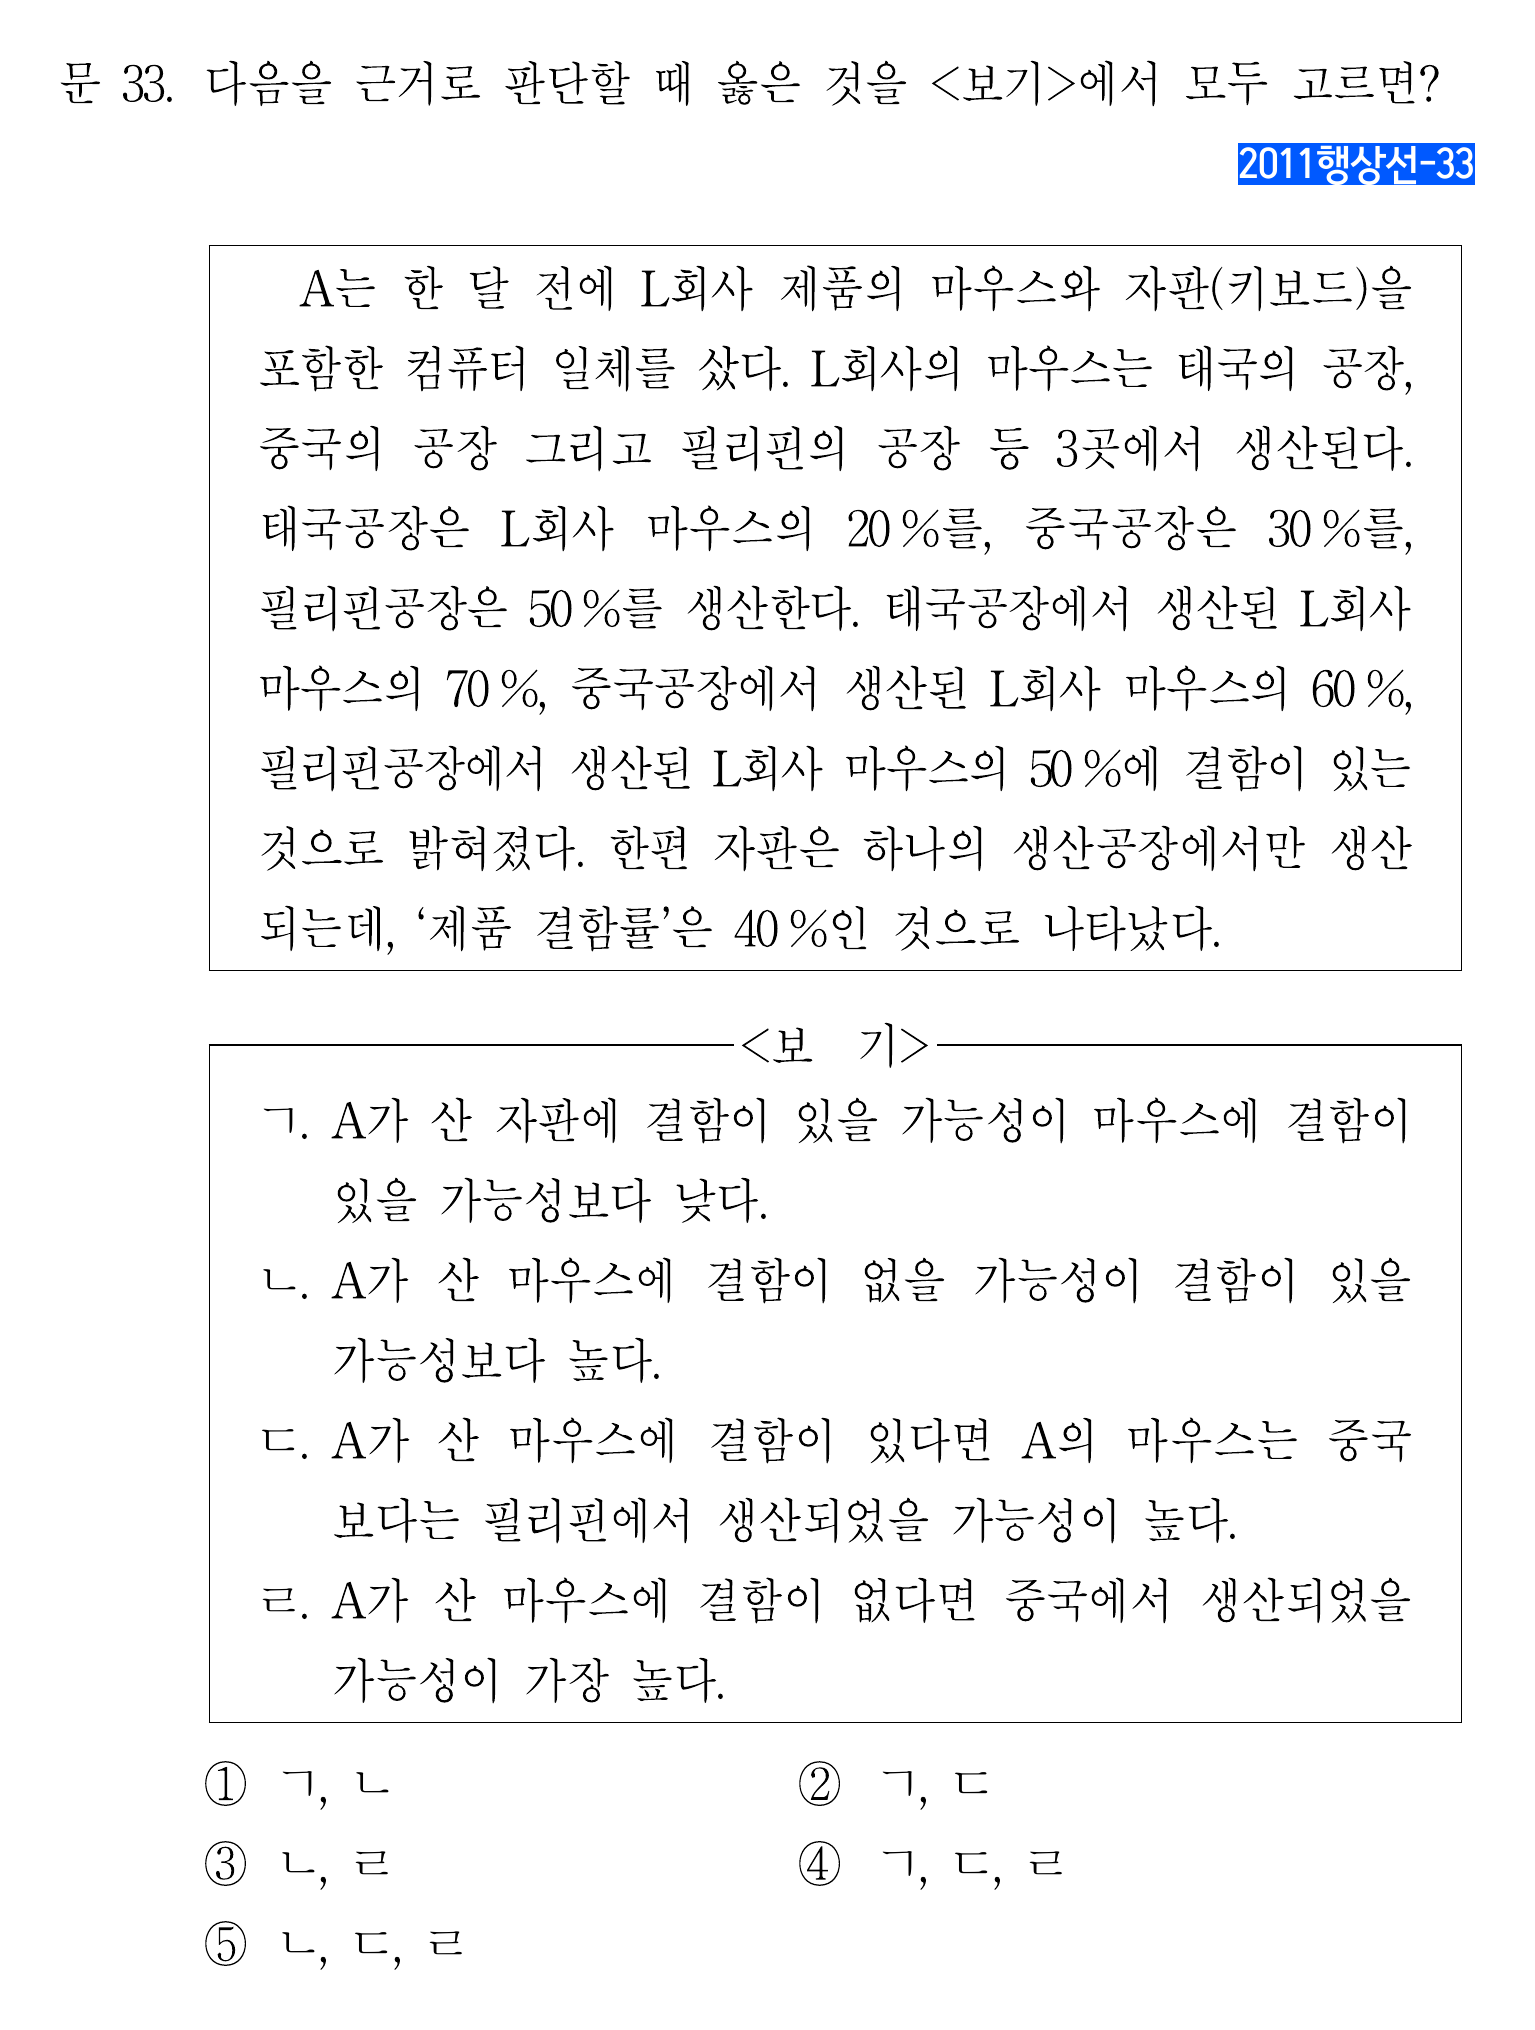 문 33. 다음을 근거로 판단할 때 옳은 것을 <보기>에서 모두 고르면?
2011행상선-33
A는 한 달 전에 L회사 제품의 마우스와 자판(키보드)을
포함한 컴퓨터 일체를 샀다. L회사의 마우스는 태국의 공장,
중국의 공장 그리고 필리핀의 공장 등 3곳에서 생산된다.
태국공장은 L회사 마우스의 20 %를, 중국공장은 30 %를,
필리핀공장은 50 %를 생산한다. 태국공장에서 생산된 L회사
마우스의 70 %, 중국공장에서 생산된 L회사 마우스의 60 %,
필리핀공장에서 생산된 L회사 마우스의 50 %에 결함이 있는
것으로 밝혀졌다. 한편 자판은 하나의 생산공장에서만 생산
되는데, ‘제품 결함률’은 40 %인 것으로 나타났다.
<보 기>
ㄱ. A가 산 자판에 결함이 있을 가능성이 마우스에 결함이
있을 가능성보다 낮다.
ㄴ. A가 산 마우스에 결함이 없을 가능성이 결함이 있을
가능성보다 높다.
ㄷ. A가 산 마우스에 결함이 있다면 A의 마우스는 중국
보다는 필리핀에서 생산되었을 가능성이 높다.
ㄹ. A가 산 마우스에 결함이 없다면 중국에서 생산되었을
가능성이 가장 높다.
① ㄱ, ㄴ ② ㄱ, ㄷ
③ ㄴ, ㄹ ④ ㄱ, ㄷ, ㄹ
⑤ ㄴ, ㄷ, ㄹ